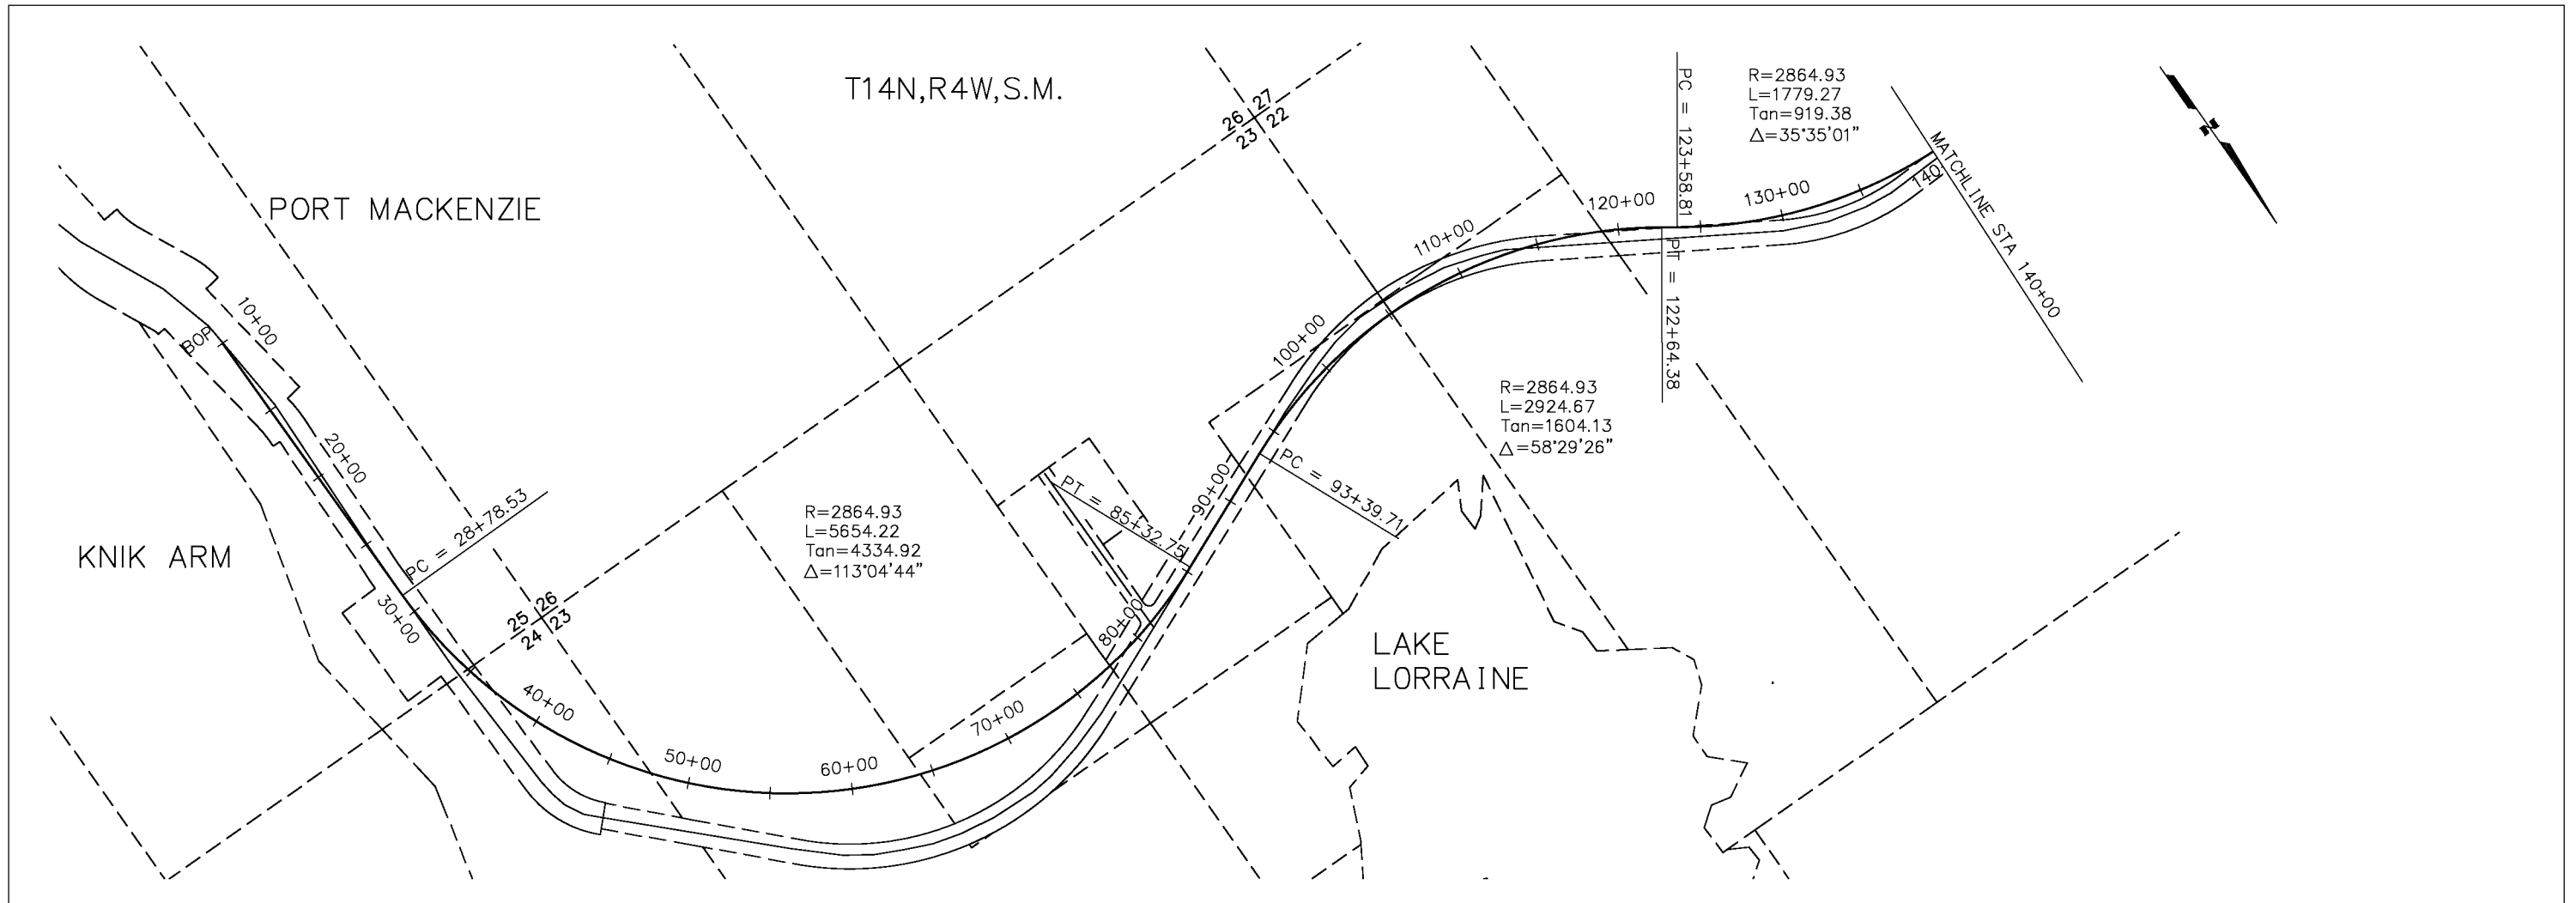 T14N,R4W,S.M.
PORT MACKENZIE
KNIK ARM
BOP
10+00
20+00
PC = 28+78.53
30+00
25 26
24 23
40+00
50+00
60+00
70+00
80+00
R=2864.93
L=5654.22
Tan=4334.92
Δ=113°04'44"
PT = 85+32.75
90+00
PC = 93+39.71
26 27
23 22
100+00
110+00
120+00
R=2864.93
L=2924.67
Tan=1604.13
Δ=58°29'26"
PT = 122+64.38
PC = 123+58.81
R=2864.93
L=1779.27
Tan=919.38
Δ=35°35'01"
130+00
140
MATCHLINE STA 140+00
N
LAKE
LORRAINE